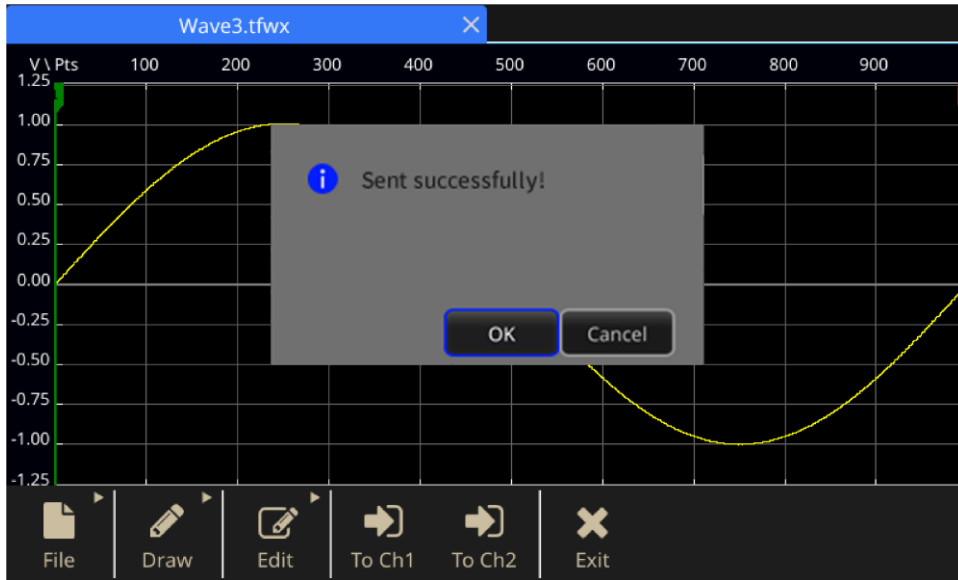 Wave3.tfwx
V \ Pts 100 200 300 400 500 600 700 800 900
1.25
1.00
0.75
0.50
0.25
0.00
-0.25
-0.50
-0.75
-1.00
-1.25
Sent successfully!
OK Cancel
File Draw Edit To Ch1 To Ch2 Exit